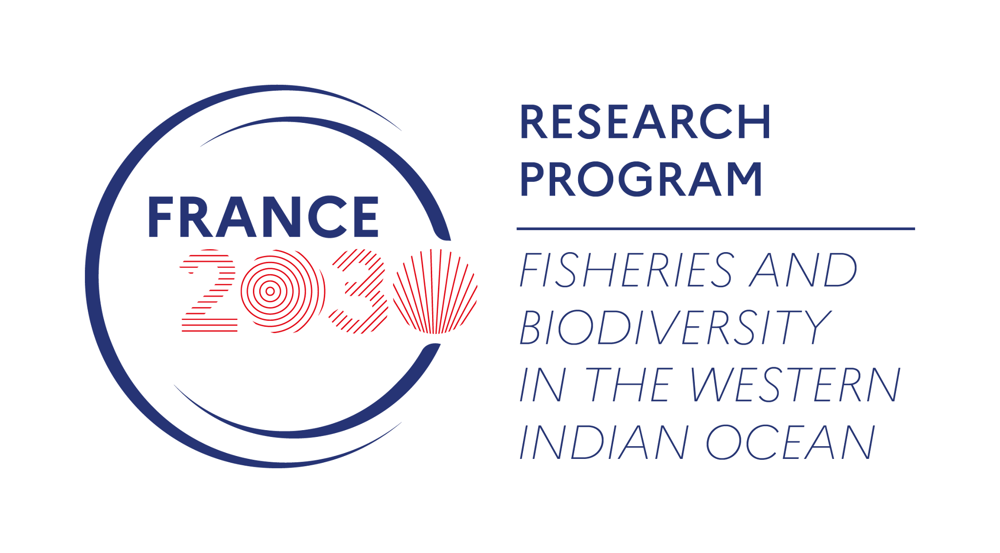 FRANCE
2030
RESEARCH
PROGRAM
FISHERIES AND
BIODIVERSITY
IN THE WESTERN
INDIAN OCEAN